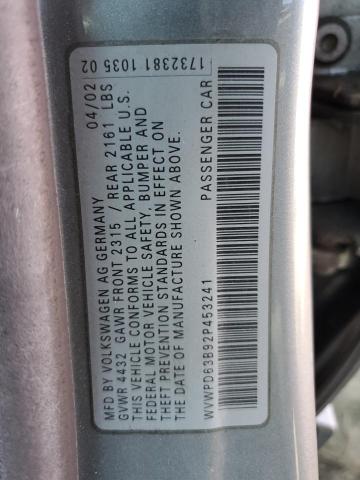 1732381 1035 02
MFD BY VOLKSWAGEN AG GERMANY 04/02
GVWR 4432 GAWR FRONT 2315 / REAR 2161 LBS
THIS VEHICLE CONFORMS TO ALL APPLICABLE U.S.
FEDERAL MOTOR VEHICLE SAFETY, BUMPER AND
THEFT PREVENTION STANDARDS IN EFFECT ON
THE DATE OF MANUFACTURE SHOWN ABOVE.
WVWPD63B92P453241 PASSENGER CAR